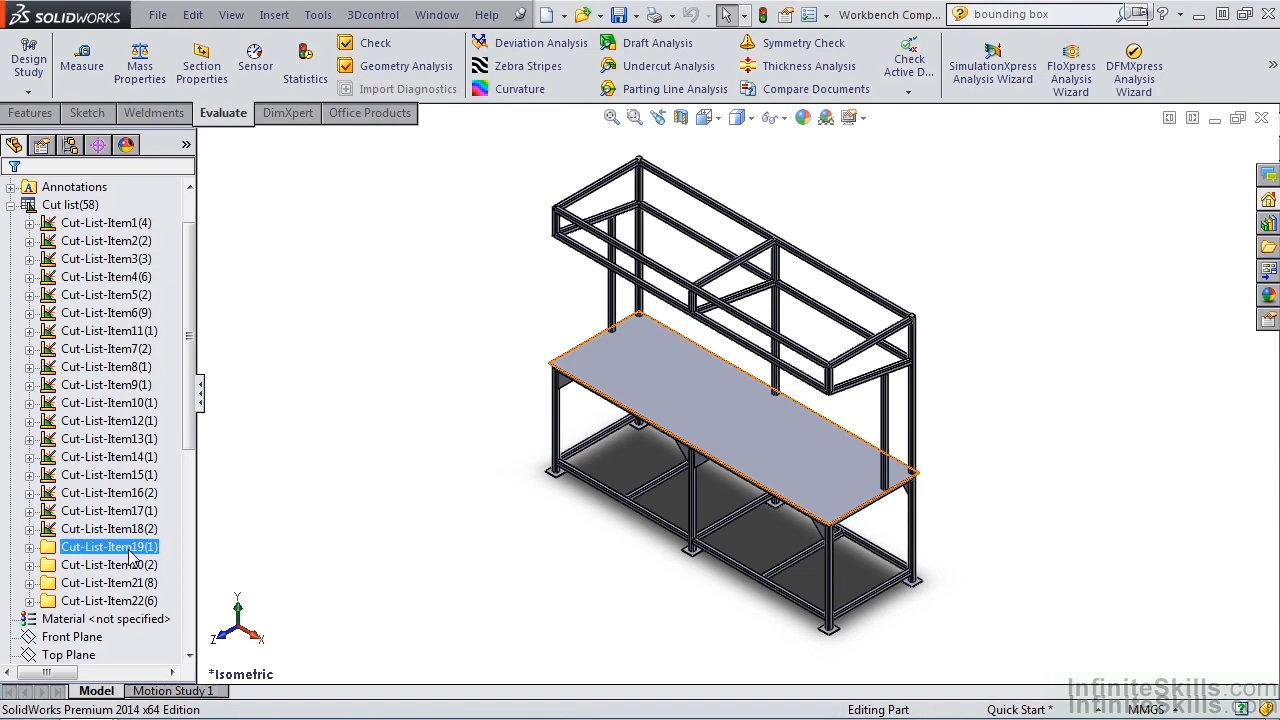 SOLIDWORKS File Edit View Insert Tools 3Dcontrol Window Help Workbench Comp... bounding box
Design Study
Measure
Mass Properties
Section Properties
Sensor
Statistics
Check
Geometry Analysis
Import Diagnostics
Deviation Analysis
Zebra Stripes
Curvature
Draft Analysis
Undercut Analysis
Parting Line Analysis
Symmetry Check
Thickness Analysis
Compare Documents
Check Active D...
SimulationXpress Analysis Wizard
FloXpress Analysis Wizard
DFMXpress Analysis Wizard
Features Sketch Weldments Evaluate DimXpert Office Products
Annotations
Cut list(58)
Cut-List-Item1(4)
Cut-List-Item2(2)
Cut-List-Item3(3)
Cut-List-Item4(6)
Cut-List-Item5(2)
Cut-List-Item6(9)
Cut-List-Item11(1)
Cut-List-Item7(2)
Cut-List-Item8(1)
Cut-List-Item9(1)
Cut-List-Item10(1)
Cut-List-Item12(1)
Cut-List-Item13(1)
Cut-List-Item14(1)
Cut-List-Item15(1)
Cut-List-Item16(2)
Cut-List-Item17(1)
Cut-List-Item18(2)
Cut-List-Item19(1)
Cut-List-Item20(2)
Cut-List-Item21(8)
Cut-List-Item22(6)
Material <not specified>
Front Plane
Top Plane
Y
Z X
*Isometric
Model Motion Study 1
InfiniteSkills.com
SolidWorks Premium 2014 x64 Edition Editing Part Quick Start * MMGS